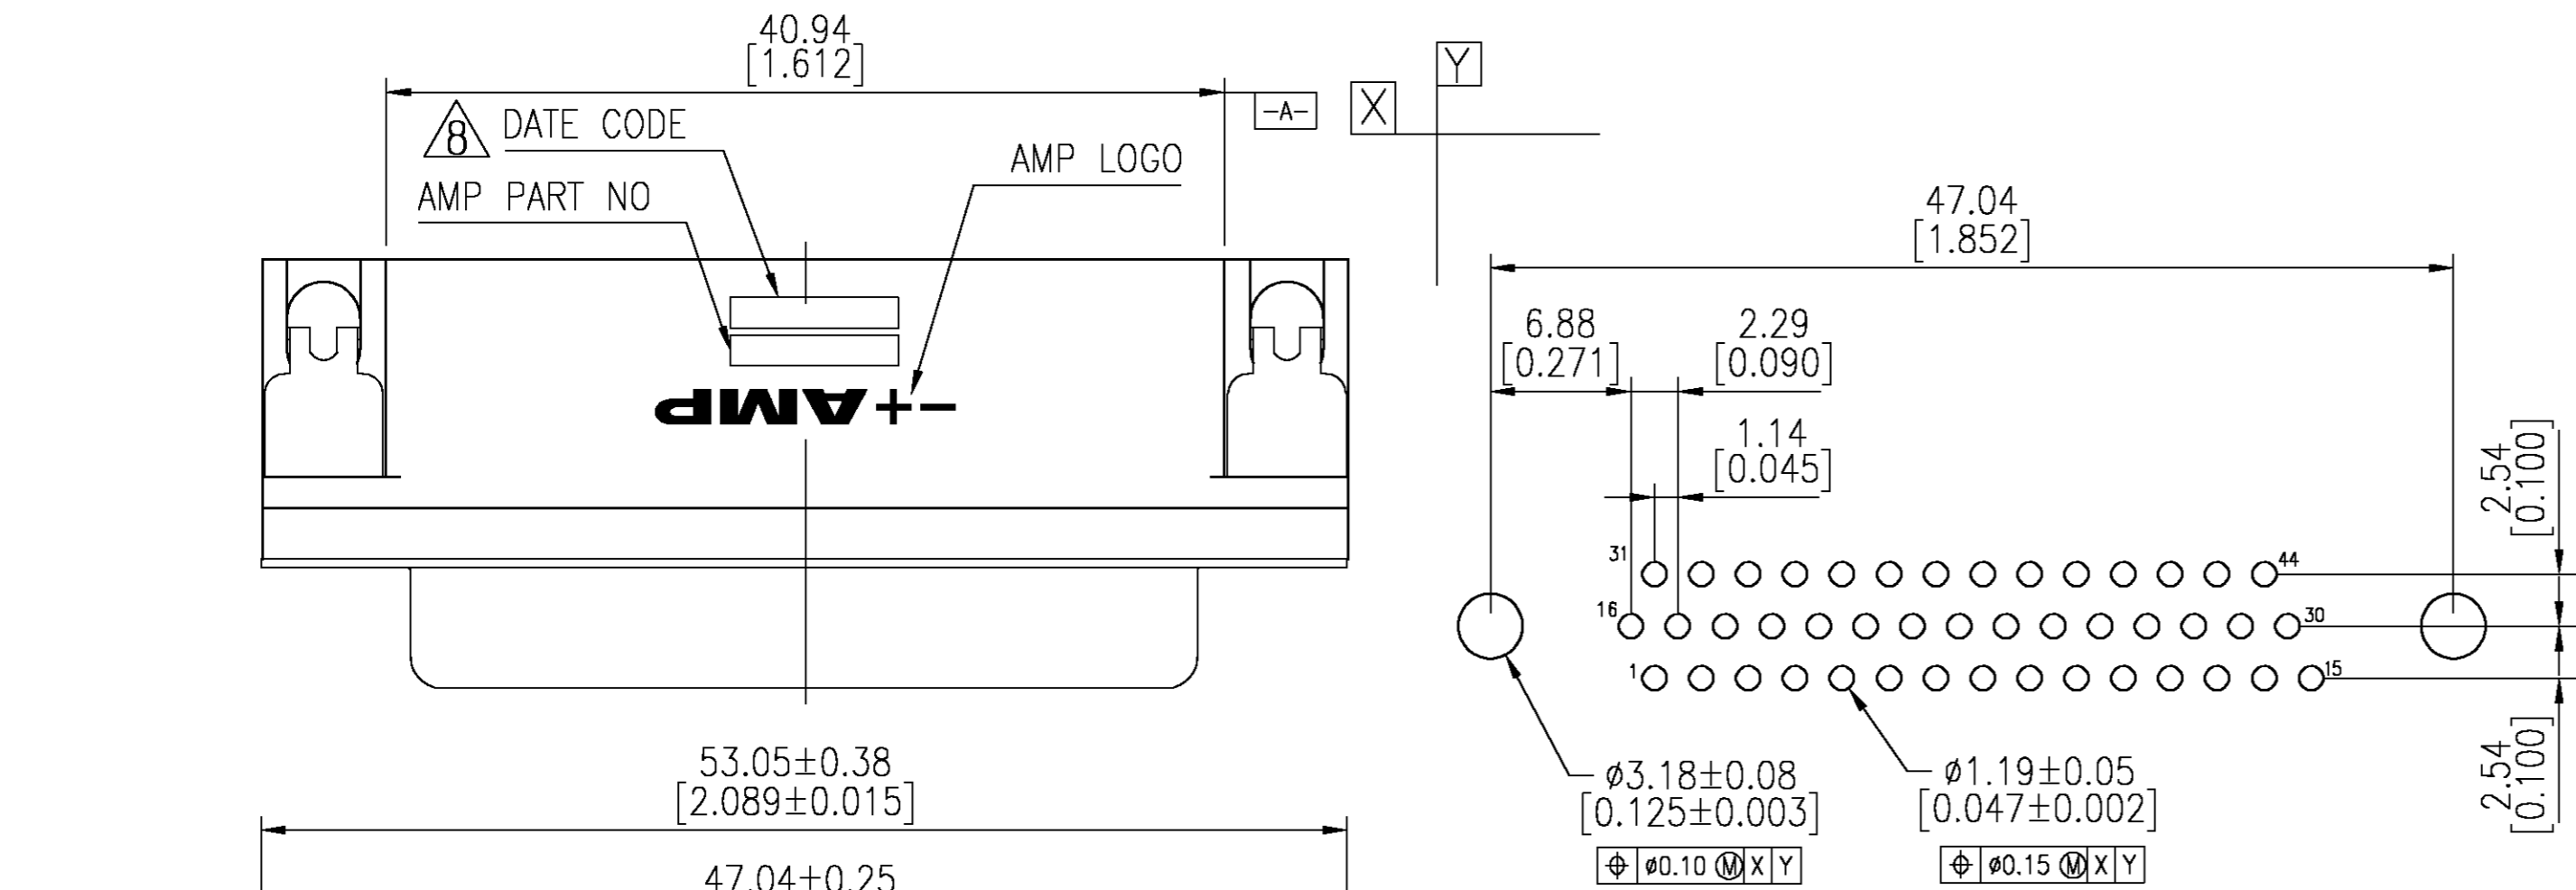 40.94
[1.612]
8 DATE CODE
AMP PART NO
AMP LOGO
-A-
X
Y
AMP
53.05±0.38
[2.089±0.015]
47.04±0.25
47.04
[1.852]
6.88
[0.271]
2.29
[0.090]
1.14
[0.045]
2.54
[0.100]
31
44
16
30
1
15
2.54
[0.100]
ø3.18±0.08
[0.125±0.003]
⌖ ø0.10 Ⓜ X Y
ø1.19±0.05
[0.047±0.002]
⌖ ø0.15 Ⓜ X Y